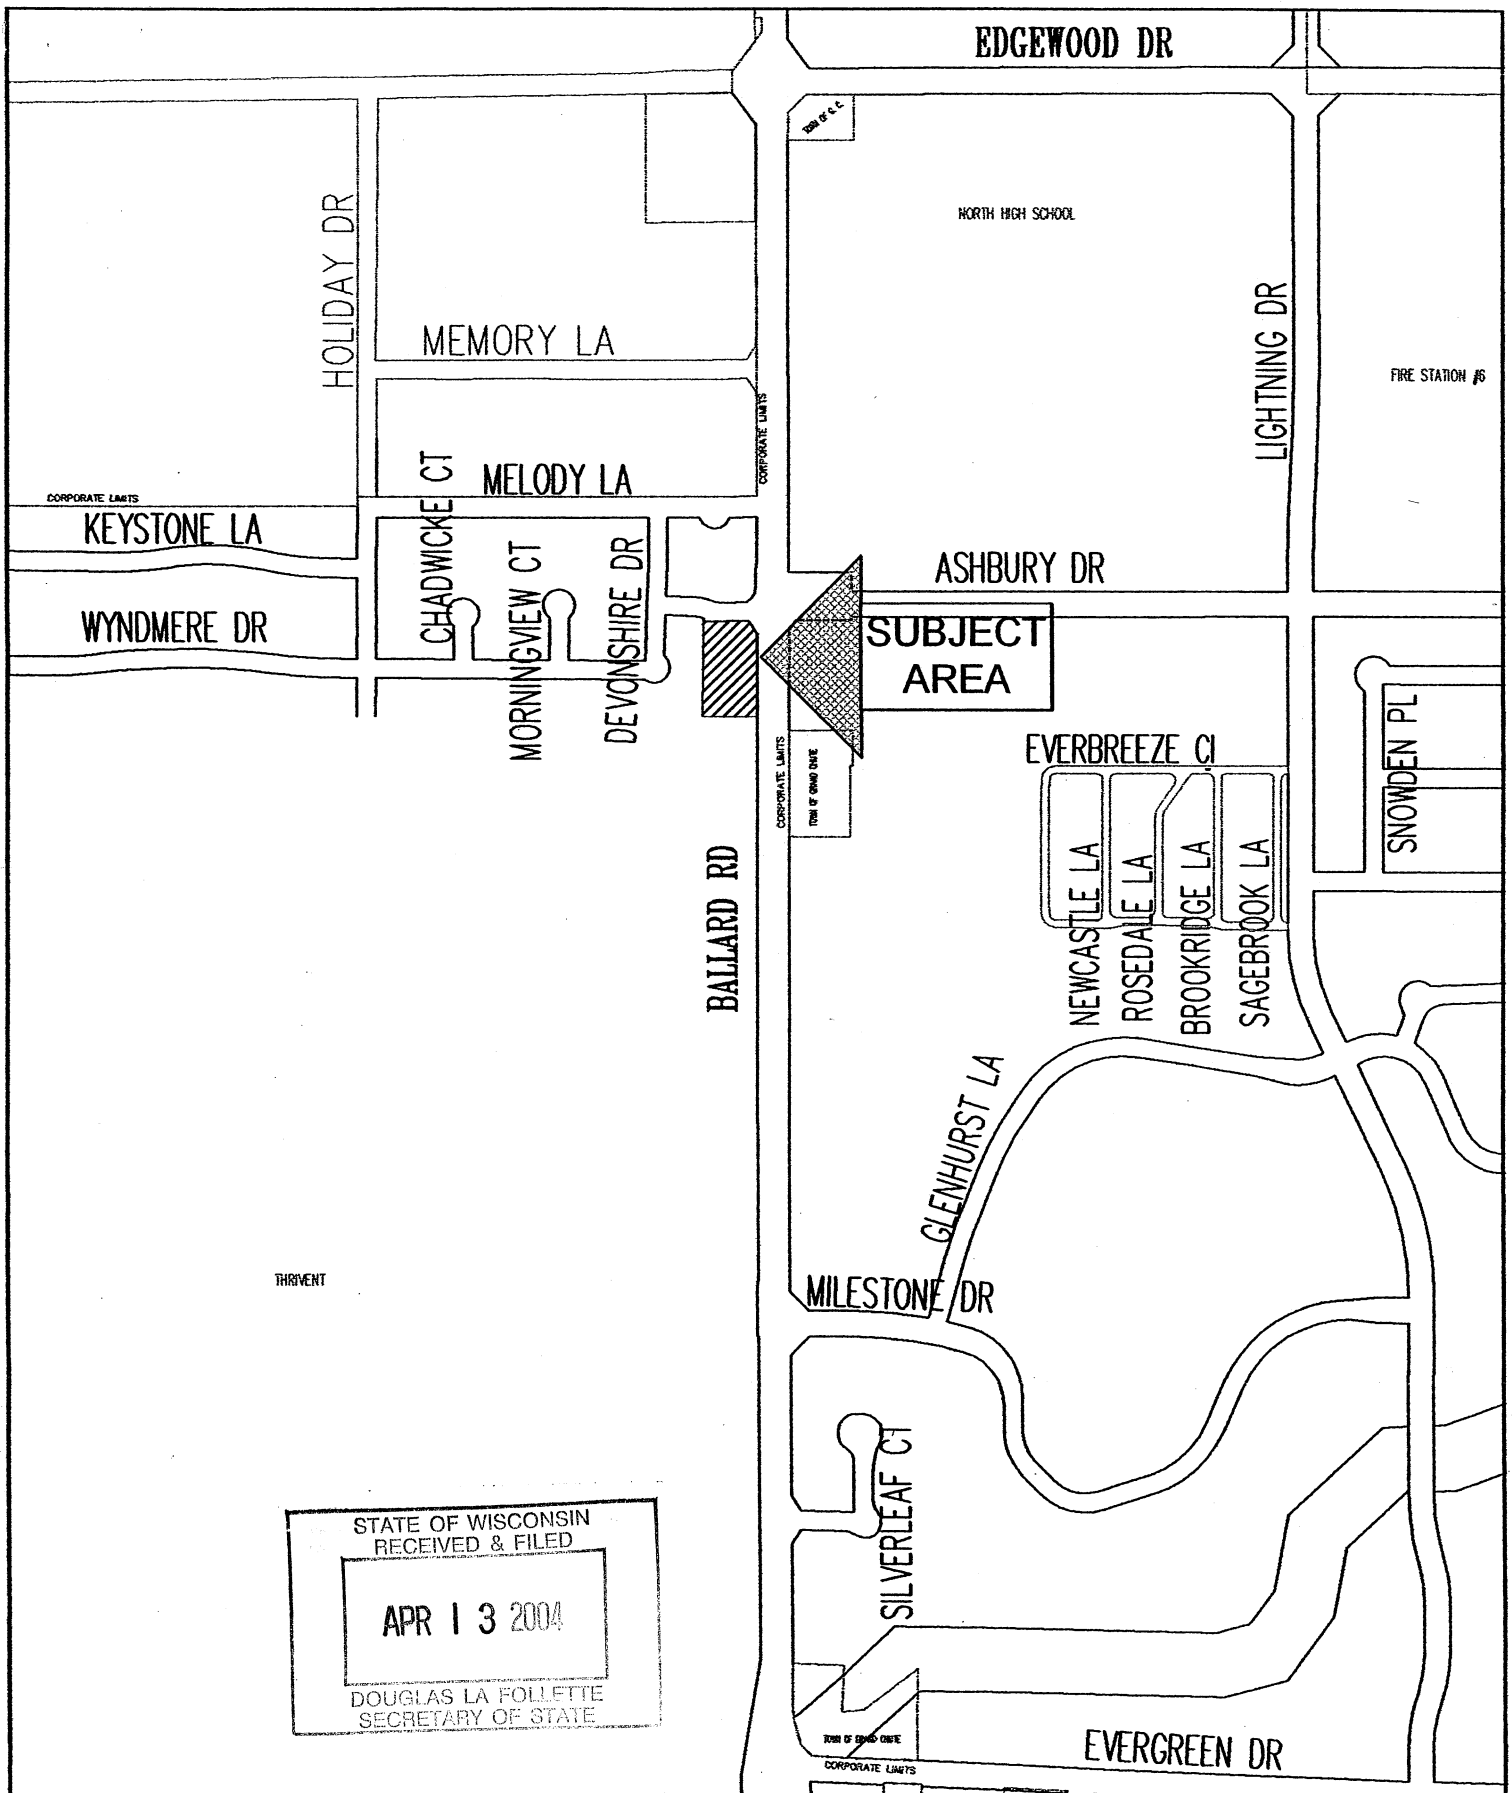 EDGEWOOD DR
TOWN OF G. C.
NORTH HIGH SCHOOL
HOLIDAY DR
MEMORY LA
LIGHTNING DR
FIRE STATION #6
CORPORATE LIMITS
CHADWICKE CT
MELODY LA
CORPORATE LIMITS
KEYSTONE LA
MORNINGVIEW CT
DEVONSHIRE DR
ASHBURY DR
WYNDMERE DR
SUBJECT
AREA
EVERBREEZE CI
SNOWDEN PL
CORPORATE LIMITS
TOWN OF GRAND CHUTE
BALLARD RD
NEWCASTLE LA
ROSEDALE LA
BROOKRIDGE LA
SAGEBROOK LA
GLENHURST LA
THRIVENT
MILESTONE DR
SILVERLEAF CT
STATE OF WISCONSIN
RECEIVED & FILED
APR 13 2004
DOUGLAS LA FOLLETTE
SECRETARY OF STATE
TOWN OF GRAND CHUTE
CORPORATE LIMITS
EVERGREEN DR